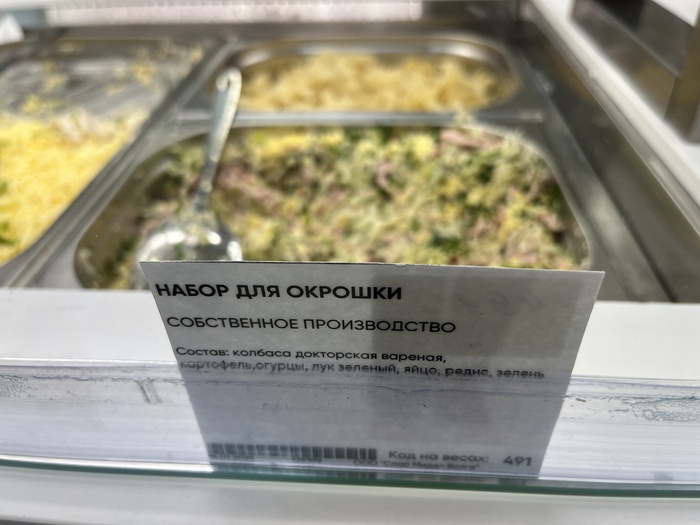 НАБОР ДЛЯ ОКРОШКИ
СОБСТВЕННОЕ ПРОИЗВОДСТВО
Состав: колбаса докторская вареная,
картофель,огурцы, лук зеленый, яйцо, редис, зелень
Код на весах: 491
ООО